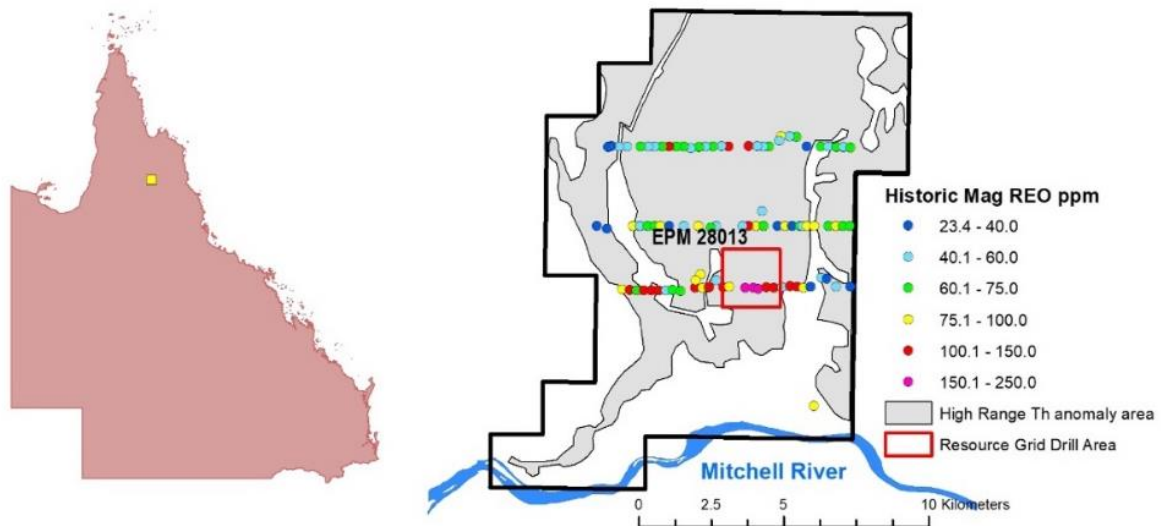 Historic Mag REO ppm
23.4 - 40.0
40.1 - 60.0
60.1 - 75.0
75.1 - 100.0
100.1 - 150.0
150.1 - 250.0
High Range Th anomaly area
Resource Grid Drill Area
EPM 28013
Mitchell River
0 2.5 5 10 Kilometers